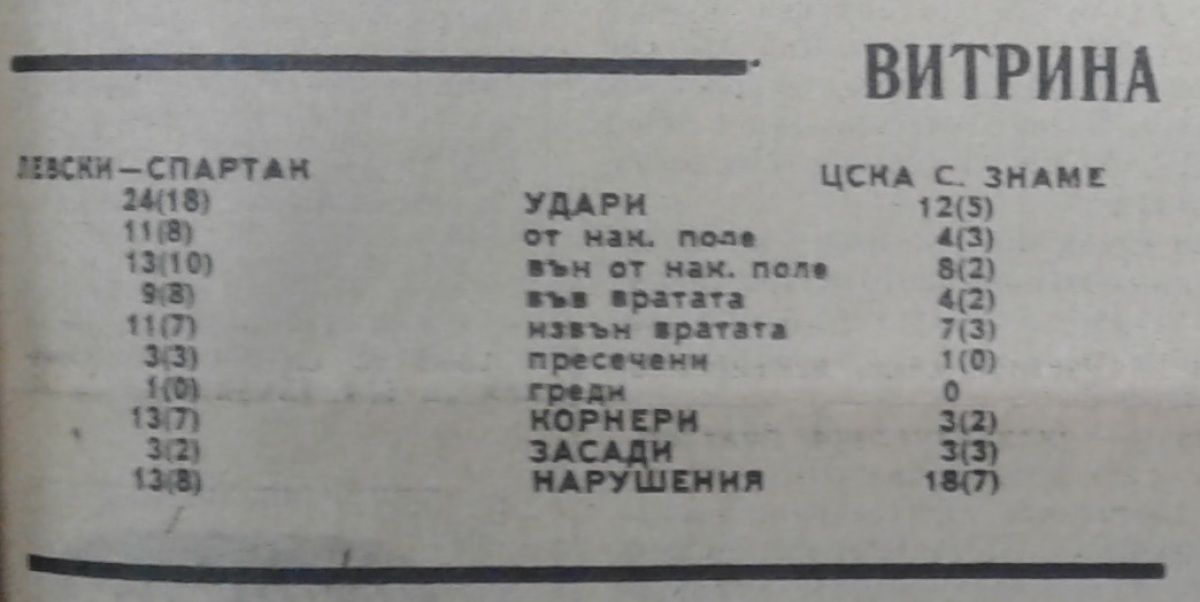 ВИТРИНА
ЛЕВСКИ—СПАРТАК ЦСКА С. ЗНАМЕ
24(18) УДАРИ 12(5)
11(8) от нак. поле 4(3)
13(10) вън от нак. поле 8(2)
9(8) във вратата 4(2)
11(7) извън вратата 7(3)
3(3) пресечени 1(0)
1(0) греди 0
13(7) КОРНЕРИ 3(2)
3(2) ЗАСАДИ 3(3)
13(8) НАРУШЕНИЯ 18(7)